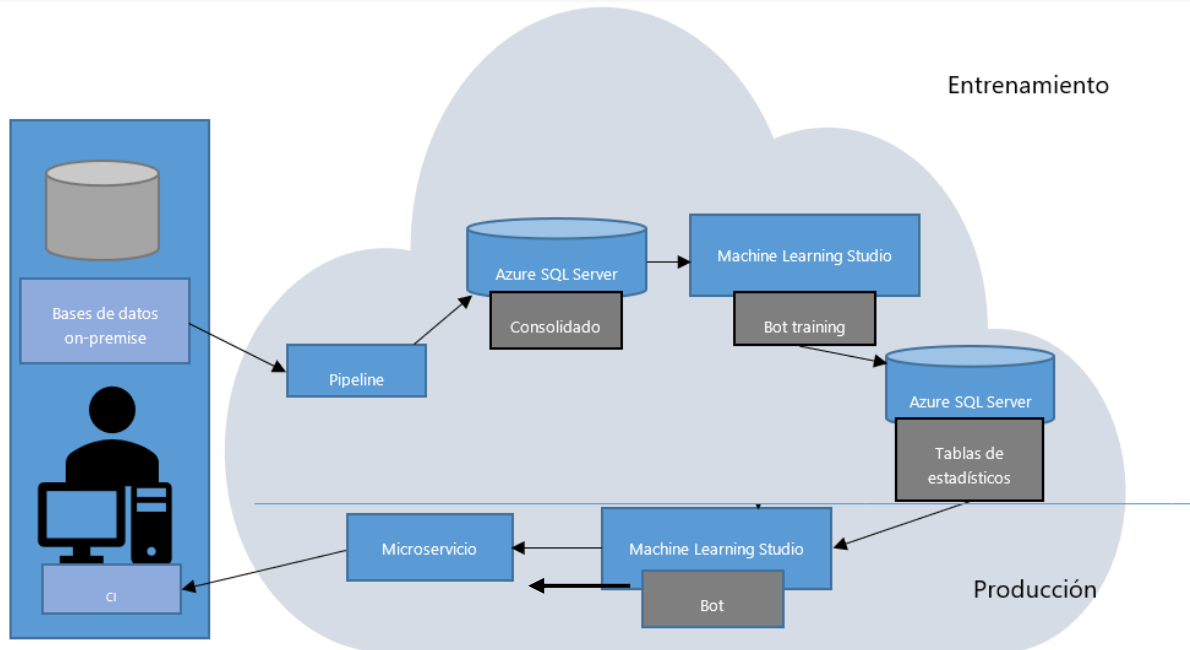 Entrenamiento
Azure SQL Server
Machine Learning Studio
Consolidado
Bot training
Bases de datos
on-premise
Pipeline
Azure SQL Server
Tablas de
estadísticos
Microservicio
Machine Learning Studio
Producción
CI
Bot